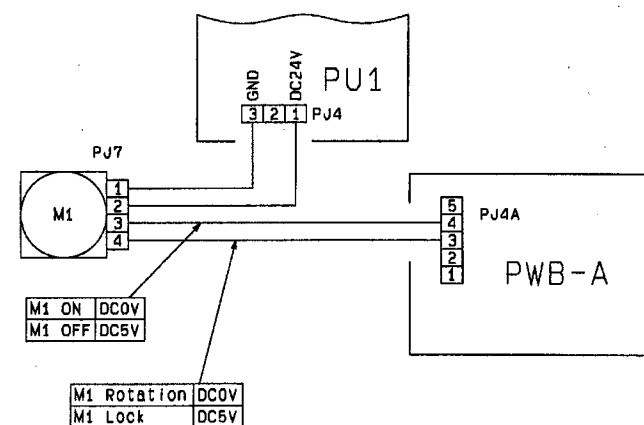 PU1
GND
DC24V
3 2 1 PJ4
PJ7
1
2
3
4
M1
5
4
3
2
1
PJ4A
PWB-A
M1 ON DC0V
M1 OFF DC5V
M1 Rotation DC0V
M1 Lock DC5V